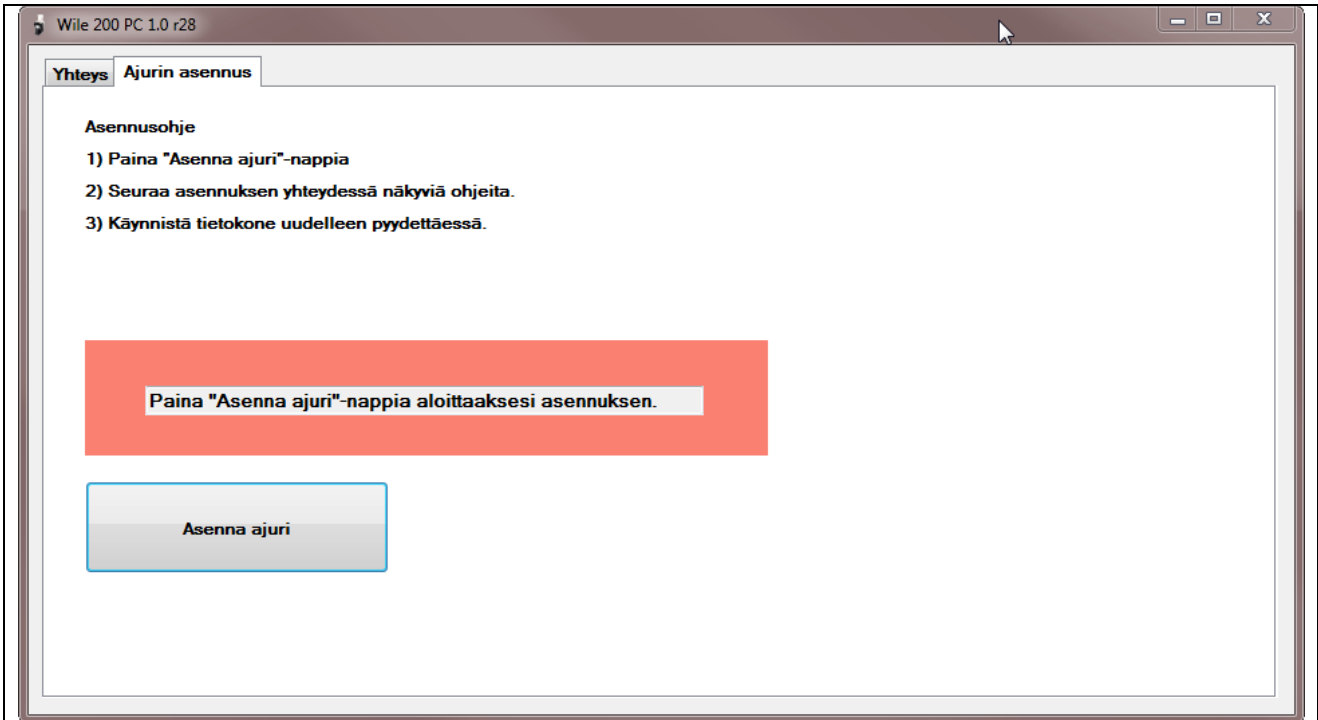 Wile 200 PC 1.0 r28
Yhteys Ajurin asennus
Asennusohje
1) Paina "Asenna ajuri"-nappia
2) Seuraa asennuksen yhteydessä näkyviä ohjeita.
3) Käynnistä tietokone uudelleen pyydettäessä.
Paina "Asenna ajuri"-nappia aloittaaksesi asennuksen.
Asenna ajuri